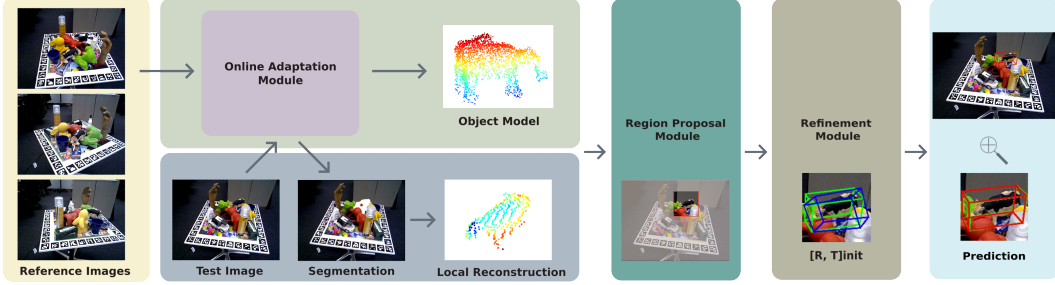 Reference Images
Online Adaptation
Module
Object Model
Test Image
Segmentation
Local Reconstruction
Region Proposal
Module
Refinement
Module
[R, T]init
Prediction